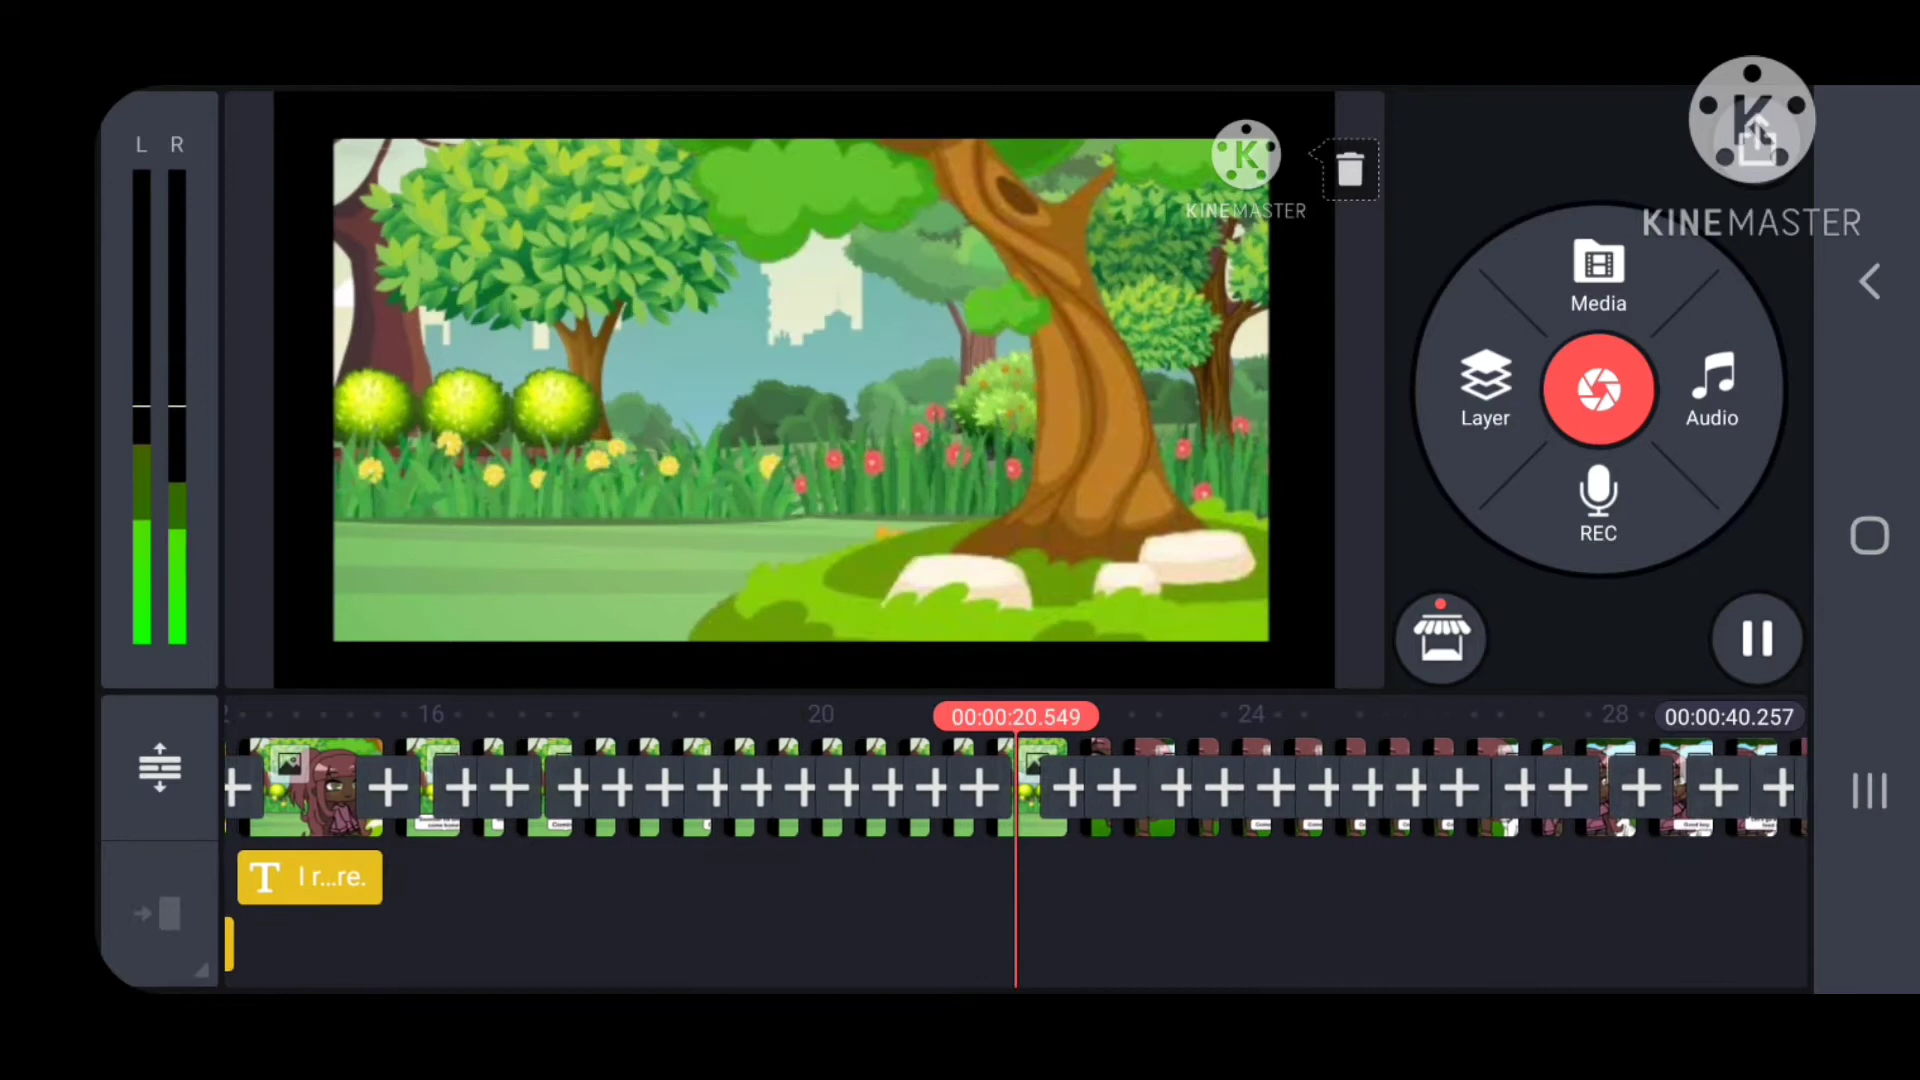 L R
KINEMASTER
KINEMASTER
Media
Layer
Audio
REC
16
20
00:00:20.549
24
28
00:00:40.257
T I r...re.